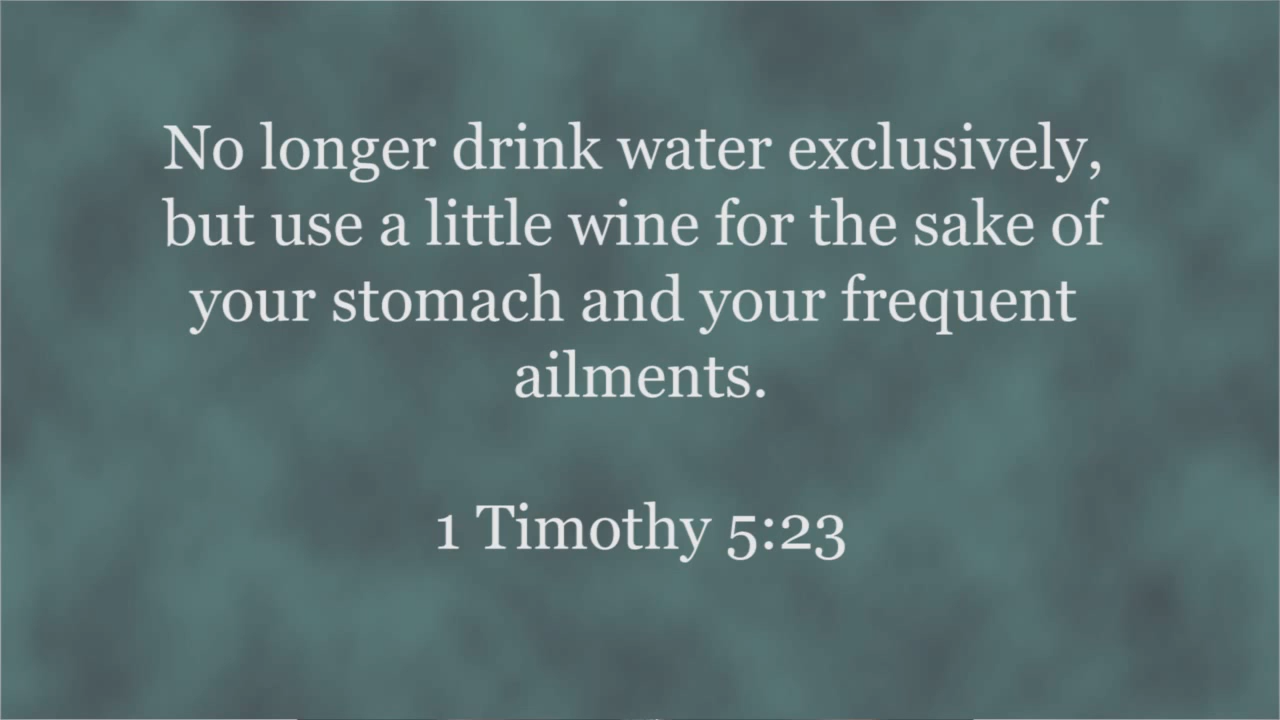 No longer drink water exclusively,
but use a little wine for the sake of
your stomach and your frequent
ailments.
1 Timothy 5:23